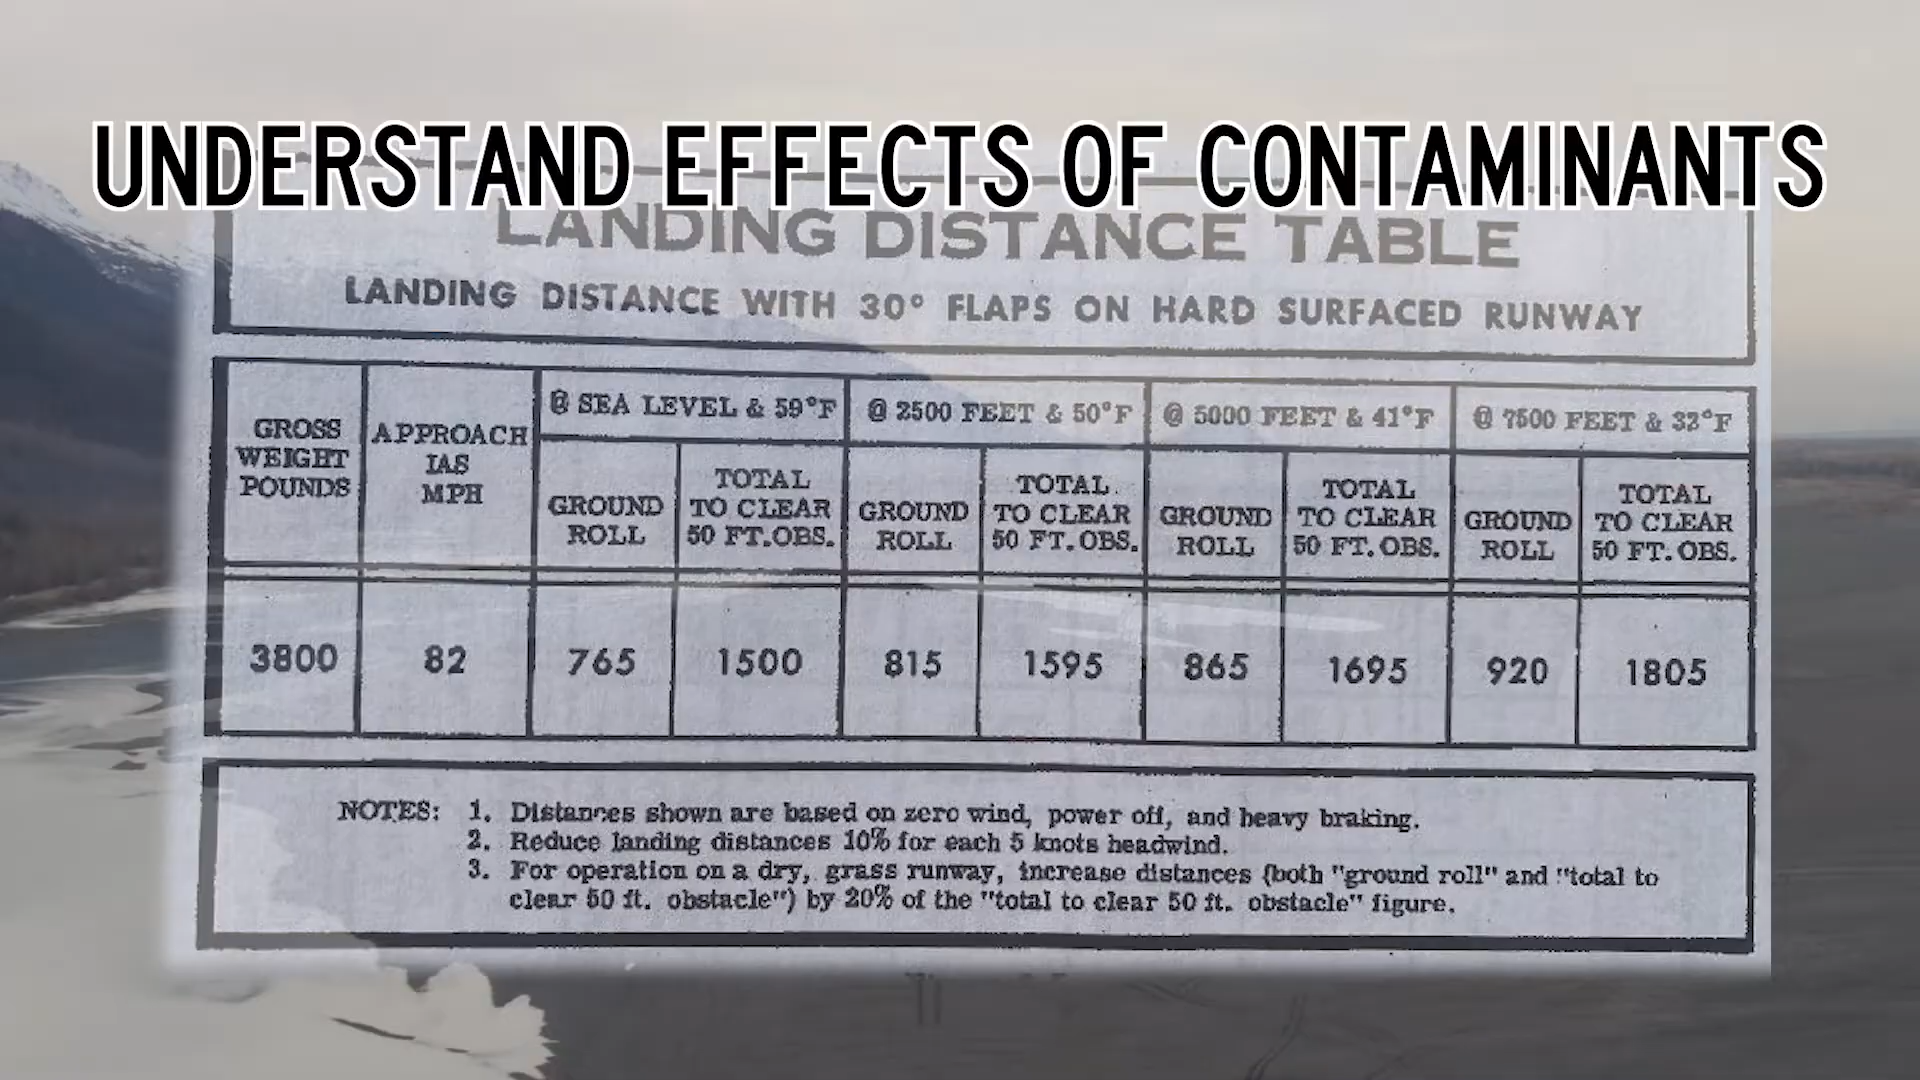 UNDERSTAND EFFECTS OF CONTAMINANTS
LANDING DISTANCE TABLE
LANDING DISTANCE WITH 30° FLAPS ON HARD SURFACED RUNWAY
@ SEA LEVEL & 59°F @ 2500 FEET & 50°F @ 5000 FEET & 41°F @ 7500 FEET & 32°F
GROSS WEIGHT POUNDS
APPROACH IAS MPH
GROUND ROLL
TOTAL TO CLEAR 50 FT. OBS.
GROUND ROLL
TOTAL TO CLEAR 50 FT. OBS.
GROUND ROLL
TOTAL TO CLEAR 50 FT. OBS.
GROUND ROLL
TOTAL TO CLEAR 50 FT. OBS.
3800 82 765 1500 815 1595 865 1695 920 1805
NOTES: 1. Distances shown are based on zero wind, power off, and heavy braking.
2. Reduce landing distances 10% for each 5 knots headwind.
3. For operation on a dry, grass runway, increase distances (both "ground roll" and "total to
clear 50 ft. obstacle") by 20% of the "total to clear 50 ft. obstacle" figure.